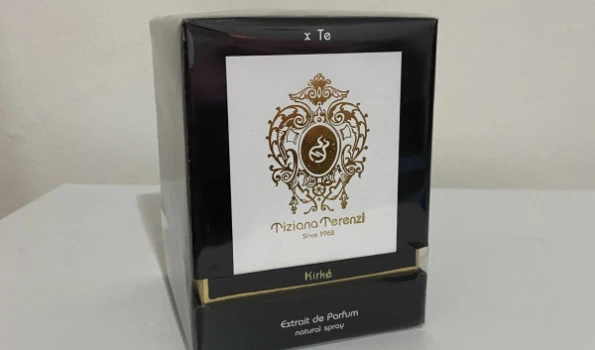 x Te
Tiziana Terenzi
Since 1968
Kirkè
Extrait de Parfum
natural spray